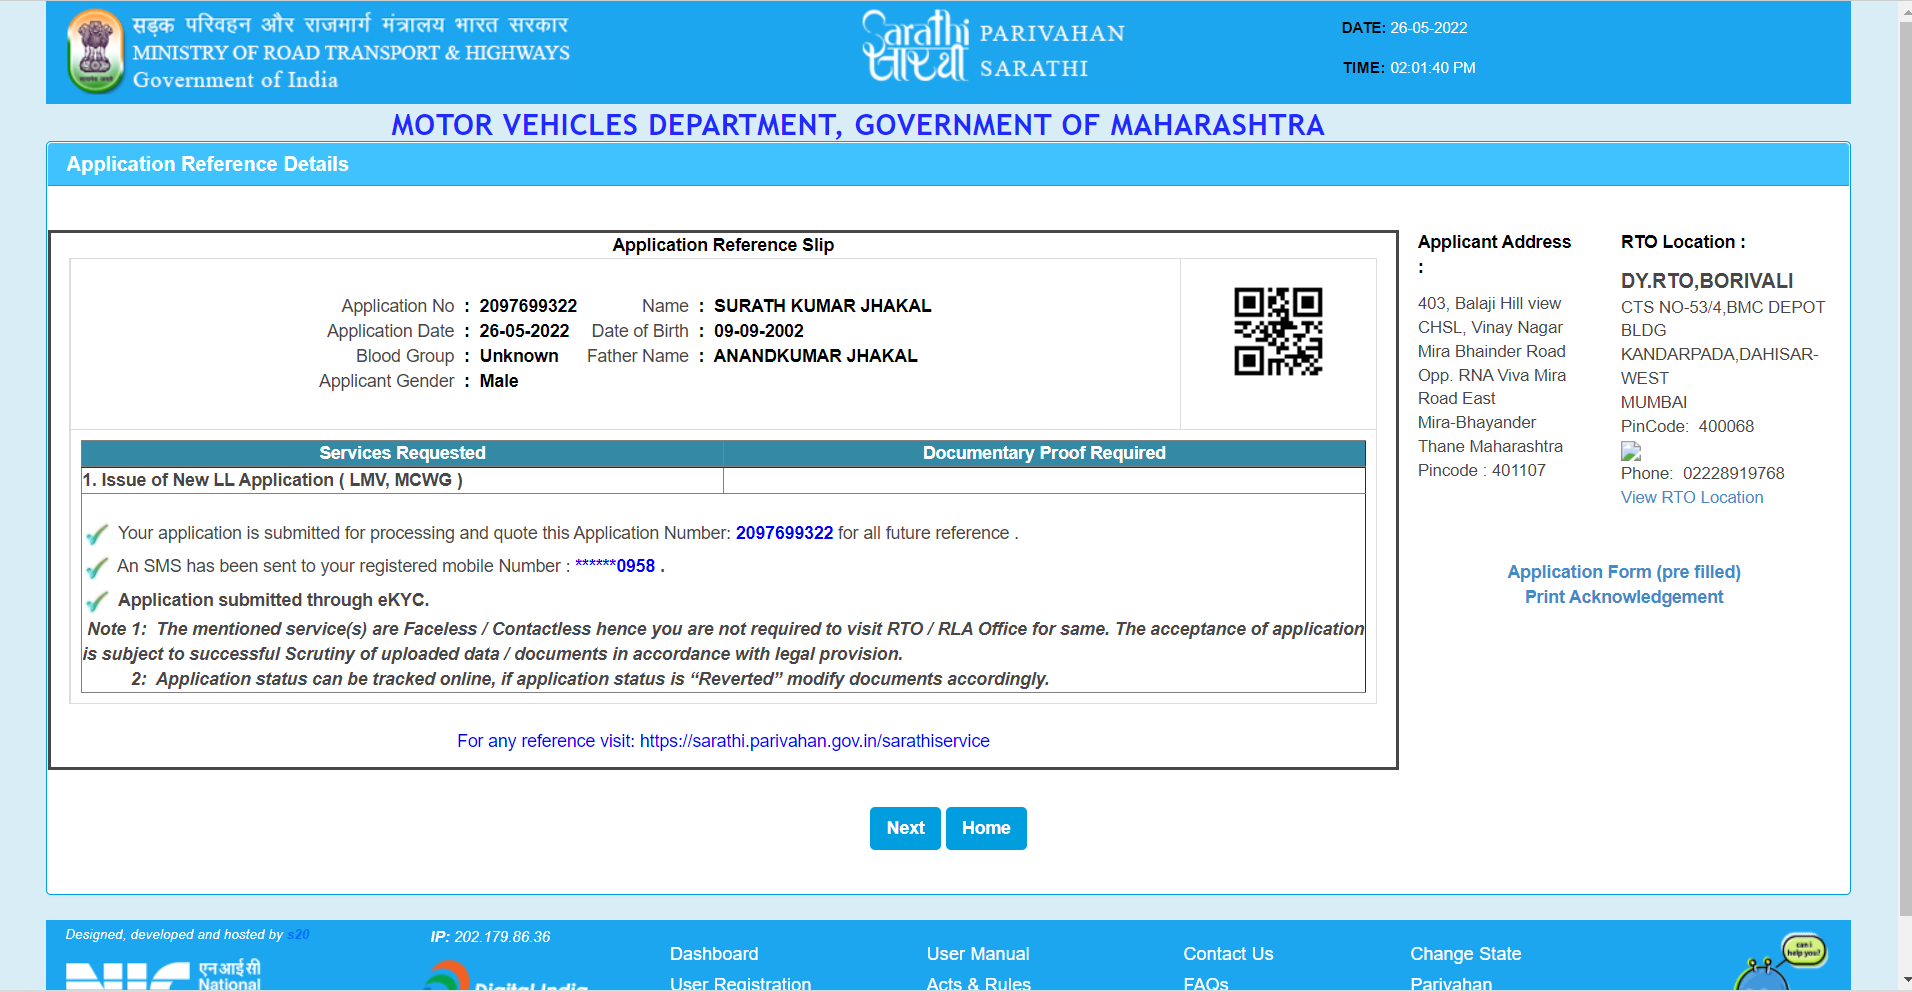 सड़क परिवहन और राजमार्ग मंत्रालय भारत सरकार
MINISTRY OF ROAD TRANSPORT & HIGHWAYS
Government of India
Sarathi
सारथी
PARIVAHAN
SARATHI
DATE: 26-05-2022
TIME: 02:01:40 PM
MOTOR VEHICLES DEPARTMENT, GOVERNMENT OF MAHARASHTRA
Application Reference Details
Application Reference Slip
Application No : 2097699322 Name : SURATH KUMAR JHAKAL
Application Date : 26-05-2022 Date of Birth : 09-09-2002
Blood Group : Unknown Father Name : ANANDKUMAR JHAKAL
Applicant Gender : Male
Services Requested Documentary Proof Required
1. Issue of New LL Application ( LMV, MCWG )
Your application is submitted for processing and quote this Application Number: 2097699322 for all future reference .
An SMS has been sent to your registered mobile Number : ******0958 .
Application submitted through eKYC.
Note 1: The mentioned service(s) are Faceless / Contactless hence you are not required to visit RTO / RLA Office for same. The acceptance of application
is subject to successful Scrutiny of uploaded data / documents in accordance with legal provision.
2: Application status can be tracked online, if application status is “Reverted” modify documents accordingly.
For any reference visit: https://sarathi.parivahan.gov.in/sarathiservice
Applicant Address
:
403, Balaji Hill view
CHSL, Vinay Nagar
Mira Bhainder Road
Opp. RNA Viva Mira
Road East
Mira-Bhayander
Thane Maharashtra
Pincode : 401107
RTO Location :
DY.RTO,BORIVALI
CTS NO-53/4,BMC DEPOT
BLDG
KANDARPADA,DAHISAR-
WEST
MUMBAI
PinCode: 400068
Phone: 02228919768
View RTO Location
Application Form (pre filled)
Print Acknowledgement
Next Home
Designed, developed and hosted by s20
IP: 202.179.86.36
NIC
एनआईसी
National
Digital India
Dashboard
User Registration
User Manual
Acts & Rules
Contact Us
FAQs
Change State
Parivahan
can i
help you?